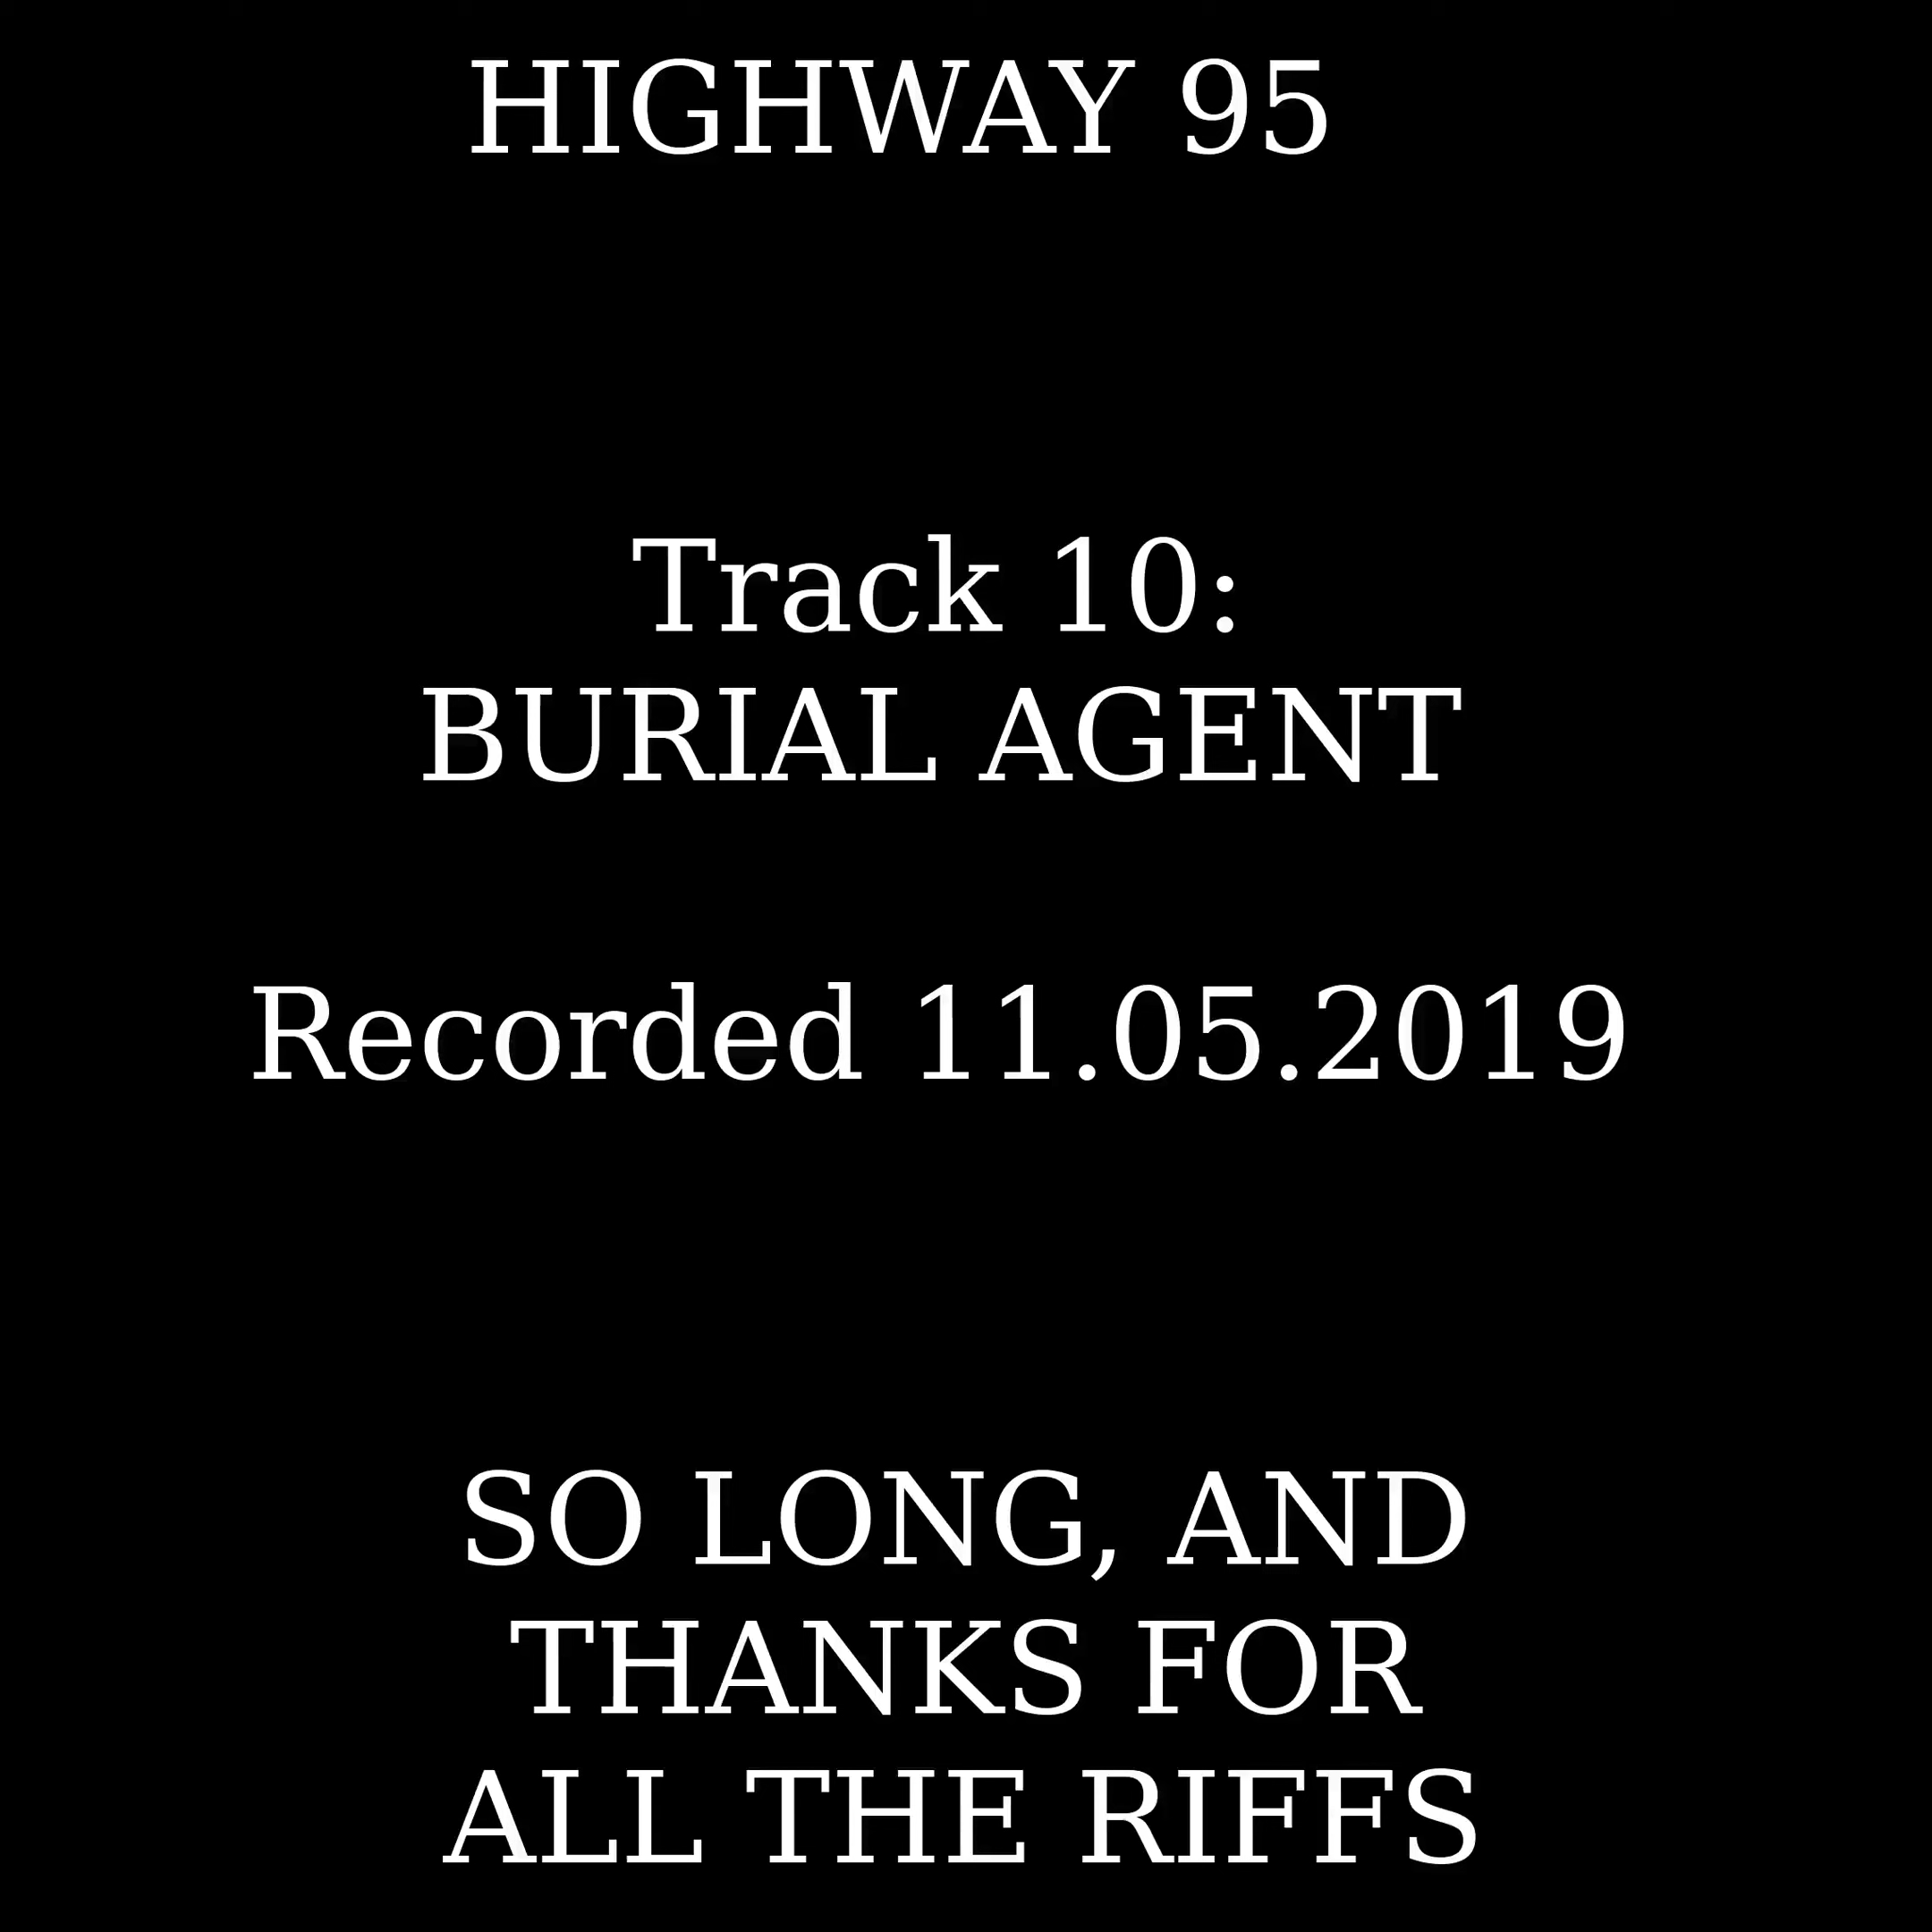 HIGHWAY 95
Track 10:
BURIAL AGENT
Recorded 11.05.2019
SO LONG, AND
THANKS FOR
ALL THE RIFFS